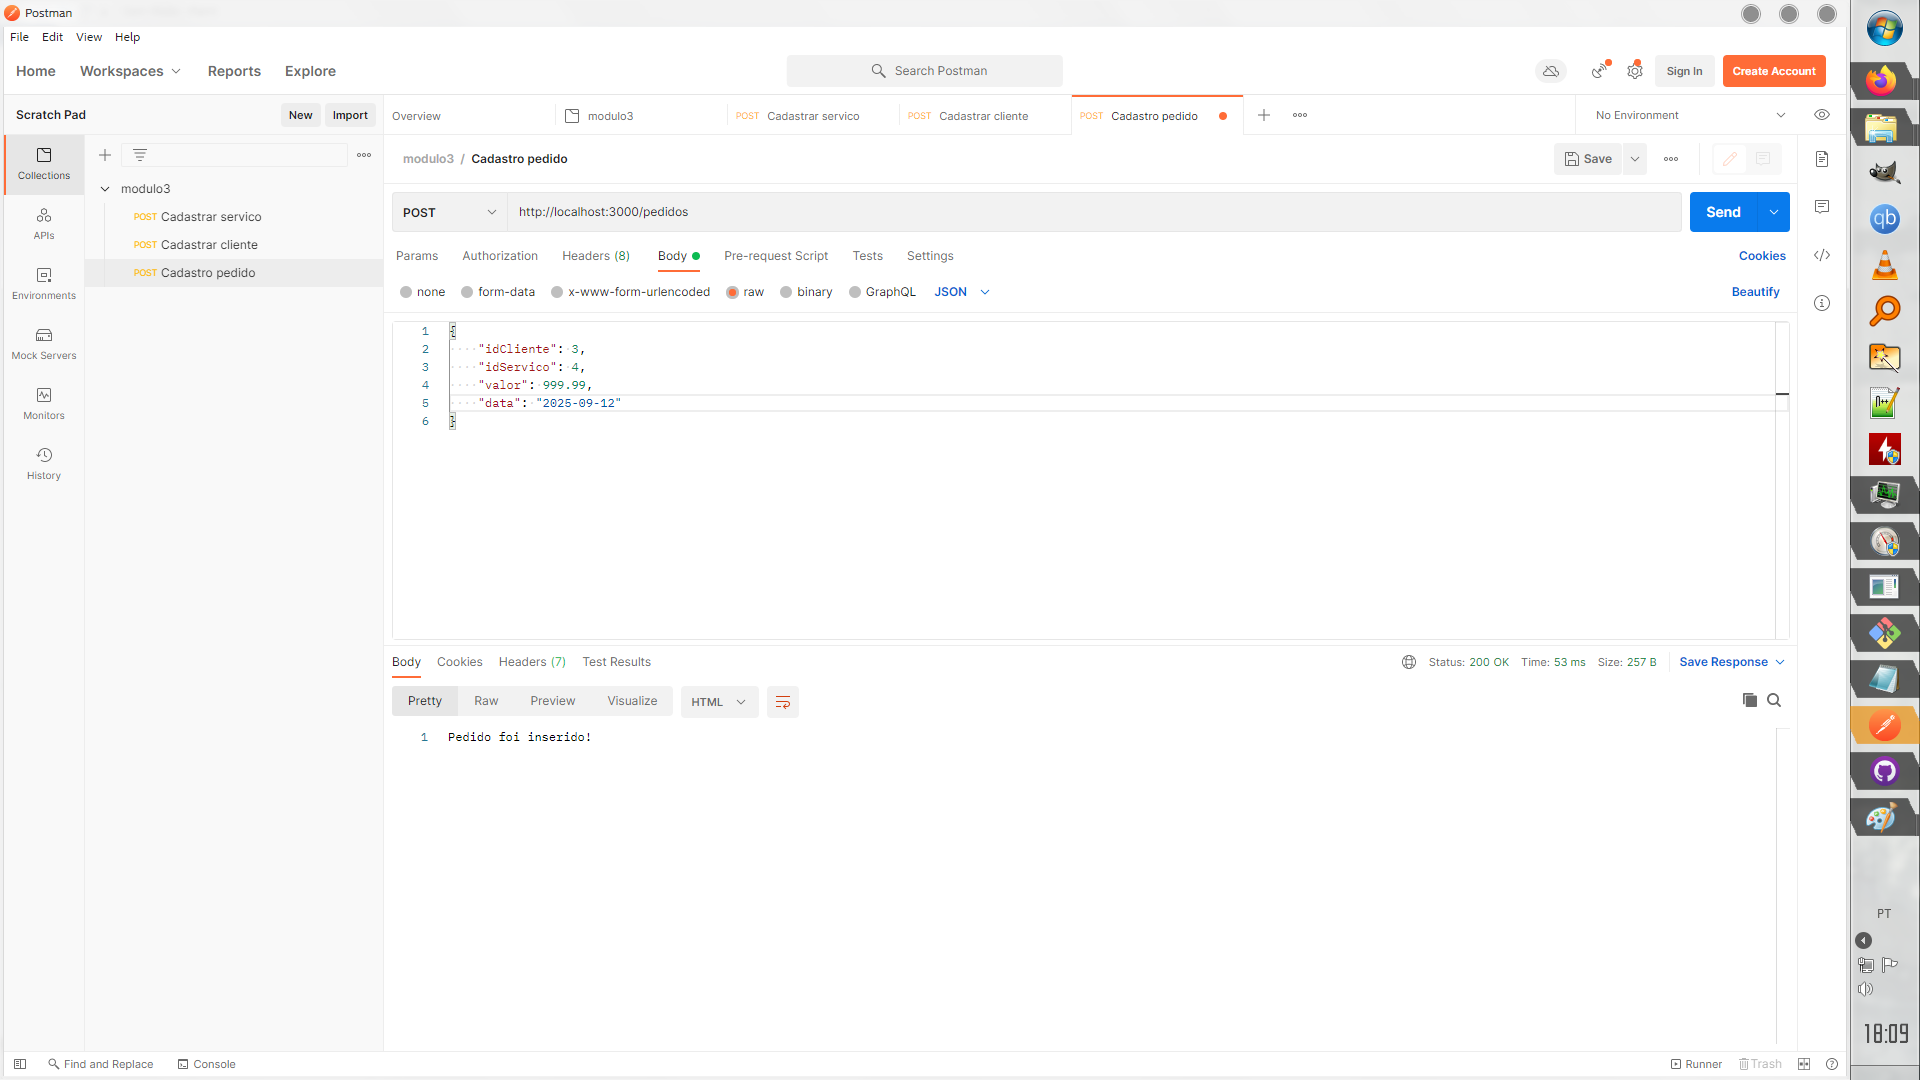 Postman
File Edit View Help
Home Workspaces Reports Explore
Search Postman
Sign In Create Account
Scratch Pad New Import
Overview modulo3 POST Cadastrar servico POST Cadastrar cliente POST Cadastro pedido
No Environment
Collections
APIs
Environments
Mock Servers
Monitors
History
modulo3
POST Cadastrar servico
POST Cadastrar cliente
POST Cadastro pedido
modulo3 / Cadastro pedido
Save
POST http://localhost:3000/pedidos
Send
Params Authorization Headers (8) Body Pre-request Script Tests Settings Cookies
none form-data x-www-form-urlencoded raw binary GraphQL JSON Beautify
1 {
2 "idCliente": 3,
3 "idServico": 4,
4 "valor": 999.99,
5 "data": "2025-09-12"
6 }
Body Cookies Headers (7) Test Results
Status: 200 OK Time: 53 ms Size: 257 B Save Response
Pretty Raw Preview Visualize HTML
1 Pedido foi inserido!
Find and Replace Console
Runner Trash
qb
PT
18:09